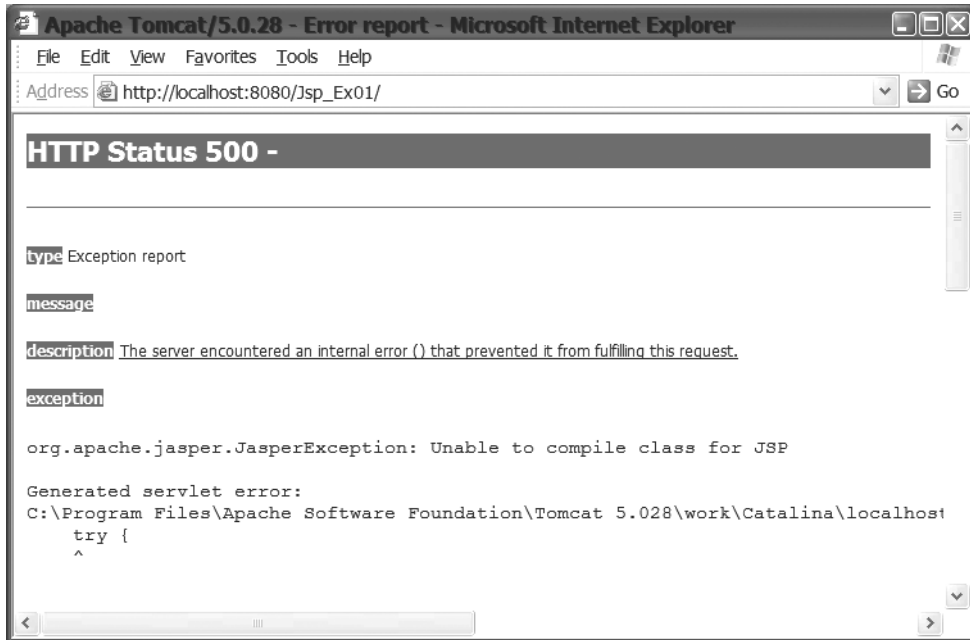 Apache Tomcat/5.0.28 - Error report - Microsoft Internet Explorer
File Edit View Favorites Tools Help
Address http://localhost:8080/Jsp_Ex01/ Go
HTTP Status 500 -
type Exception report
message
description The server encountered an internal error () that prevented it from fulfilling this request.
exception
org.apache.jasper.JasperException: Unable to compile class for JSP
Generated servlet error:
C:\Program Files\Apache Software Foundation\Tomcat 5.028\work\Catalina\localhost
try {
^